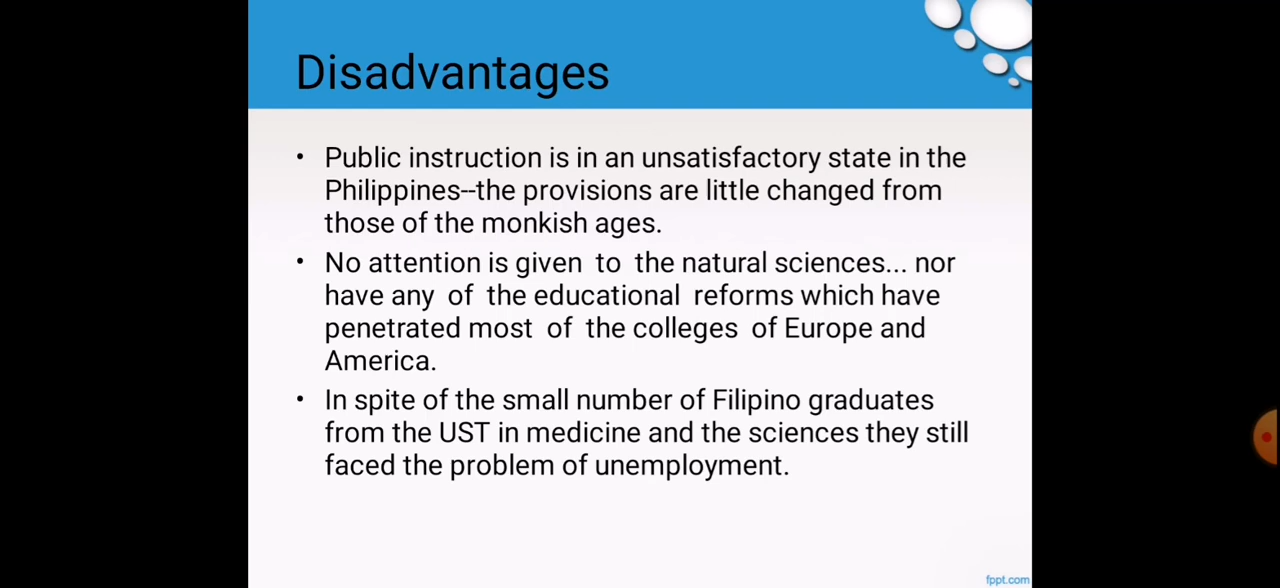 Disadvantages
• Public instruction is in an unsatisfactory state in the
Philippines--the provisions are little changed from
those of the monkish ages.
• No attention is given to the natural sciences... nor
have any of the educational reforms which have
penetrated most of the colleges of Europe and
America.
• In spite of the small number of Filipino graduates
from the UST in medicine and the sciences they still
faced the problem of unemployment.
fppt.com